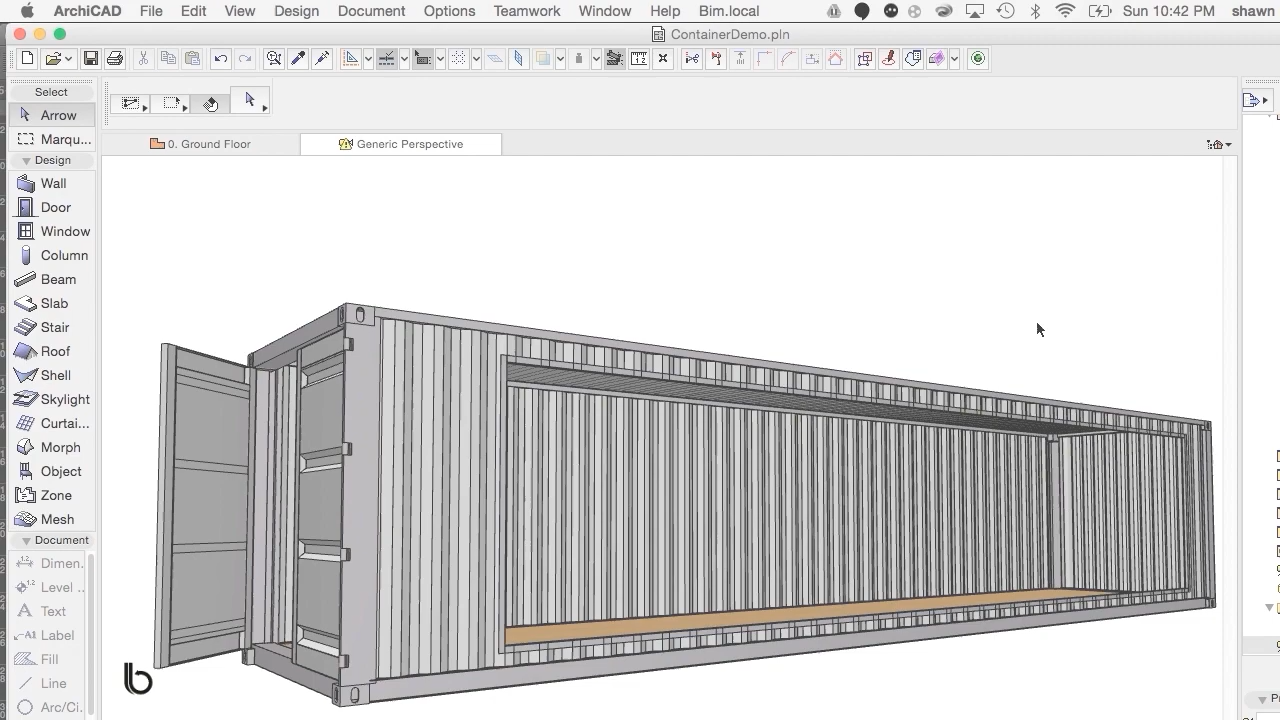 ArchiCAD File Edit View Design Document Options Teamwork Window Help Bim.local Sun 10:42 PM shawn
ContainerDemo.pln
Select
Arrow
Marqu...
Design
Wall
Door
Window
Column
Beam
Slab
Stair
Roof
Shell
Skylight
Curtai...
Morph
Object
Zone
Mesh
Document
Dimen.
Level ..
A Text
A1 Label
Fill
Line
Arc/Ci.
0. Ground Floor
Generic Perspective
b